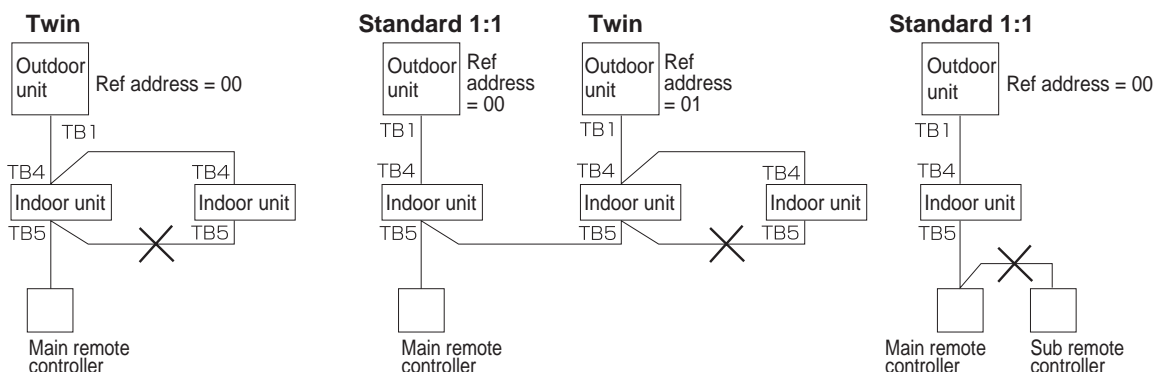 Twin
Outdoor
unit
Ref address = 00
TB1
TB4
TB4
Indoor unit
Indoor unit
TB5
TB5
Main remote
controller
Standard 1:1
Twin
Outdoor
unit
Ref
address
= 00
Outdoor
unit
Ref
address
= 01
TB1
TB1
TB4
TB4
TB4
Indoor unit
Indoor unit
Indoor unit
TB5
TB5
TB5
Main remote
controller
Standard 1:1
Outdoor
unit
Ref address = 00
TB1
TB4
Indoor unit
TB5
Main remote
controller
Sub remote
controller